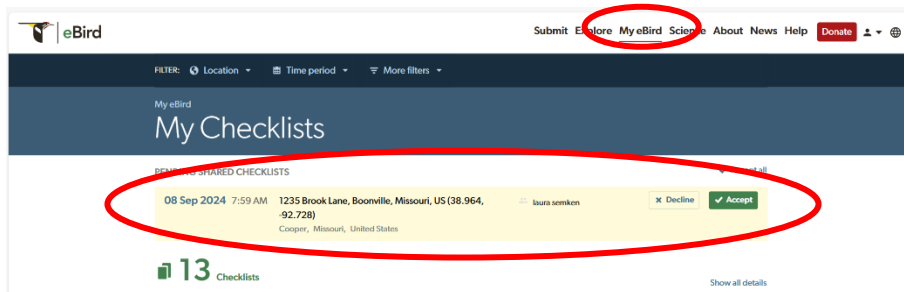 eBird
Submit Explore My eBird Science About News Help Donate
FILTER: Location Time period More filters
My eBird
My Checklists
PENDING SHARED CHECKLISTS
08 Sep 2024 7:59 AM 1235 Brook Lane, Boonville, Missouri, US (38.964, laura semken Decline Accept
-92.728)
Cooper, Missouri, United States
13 Checklists
Show all details